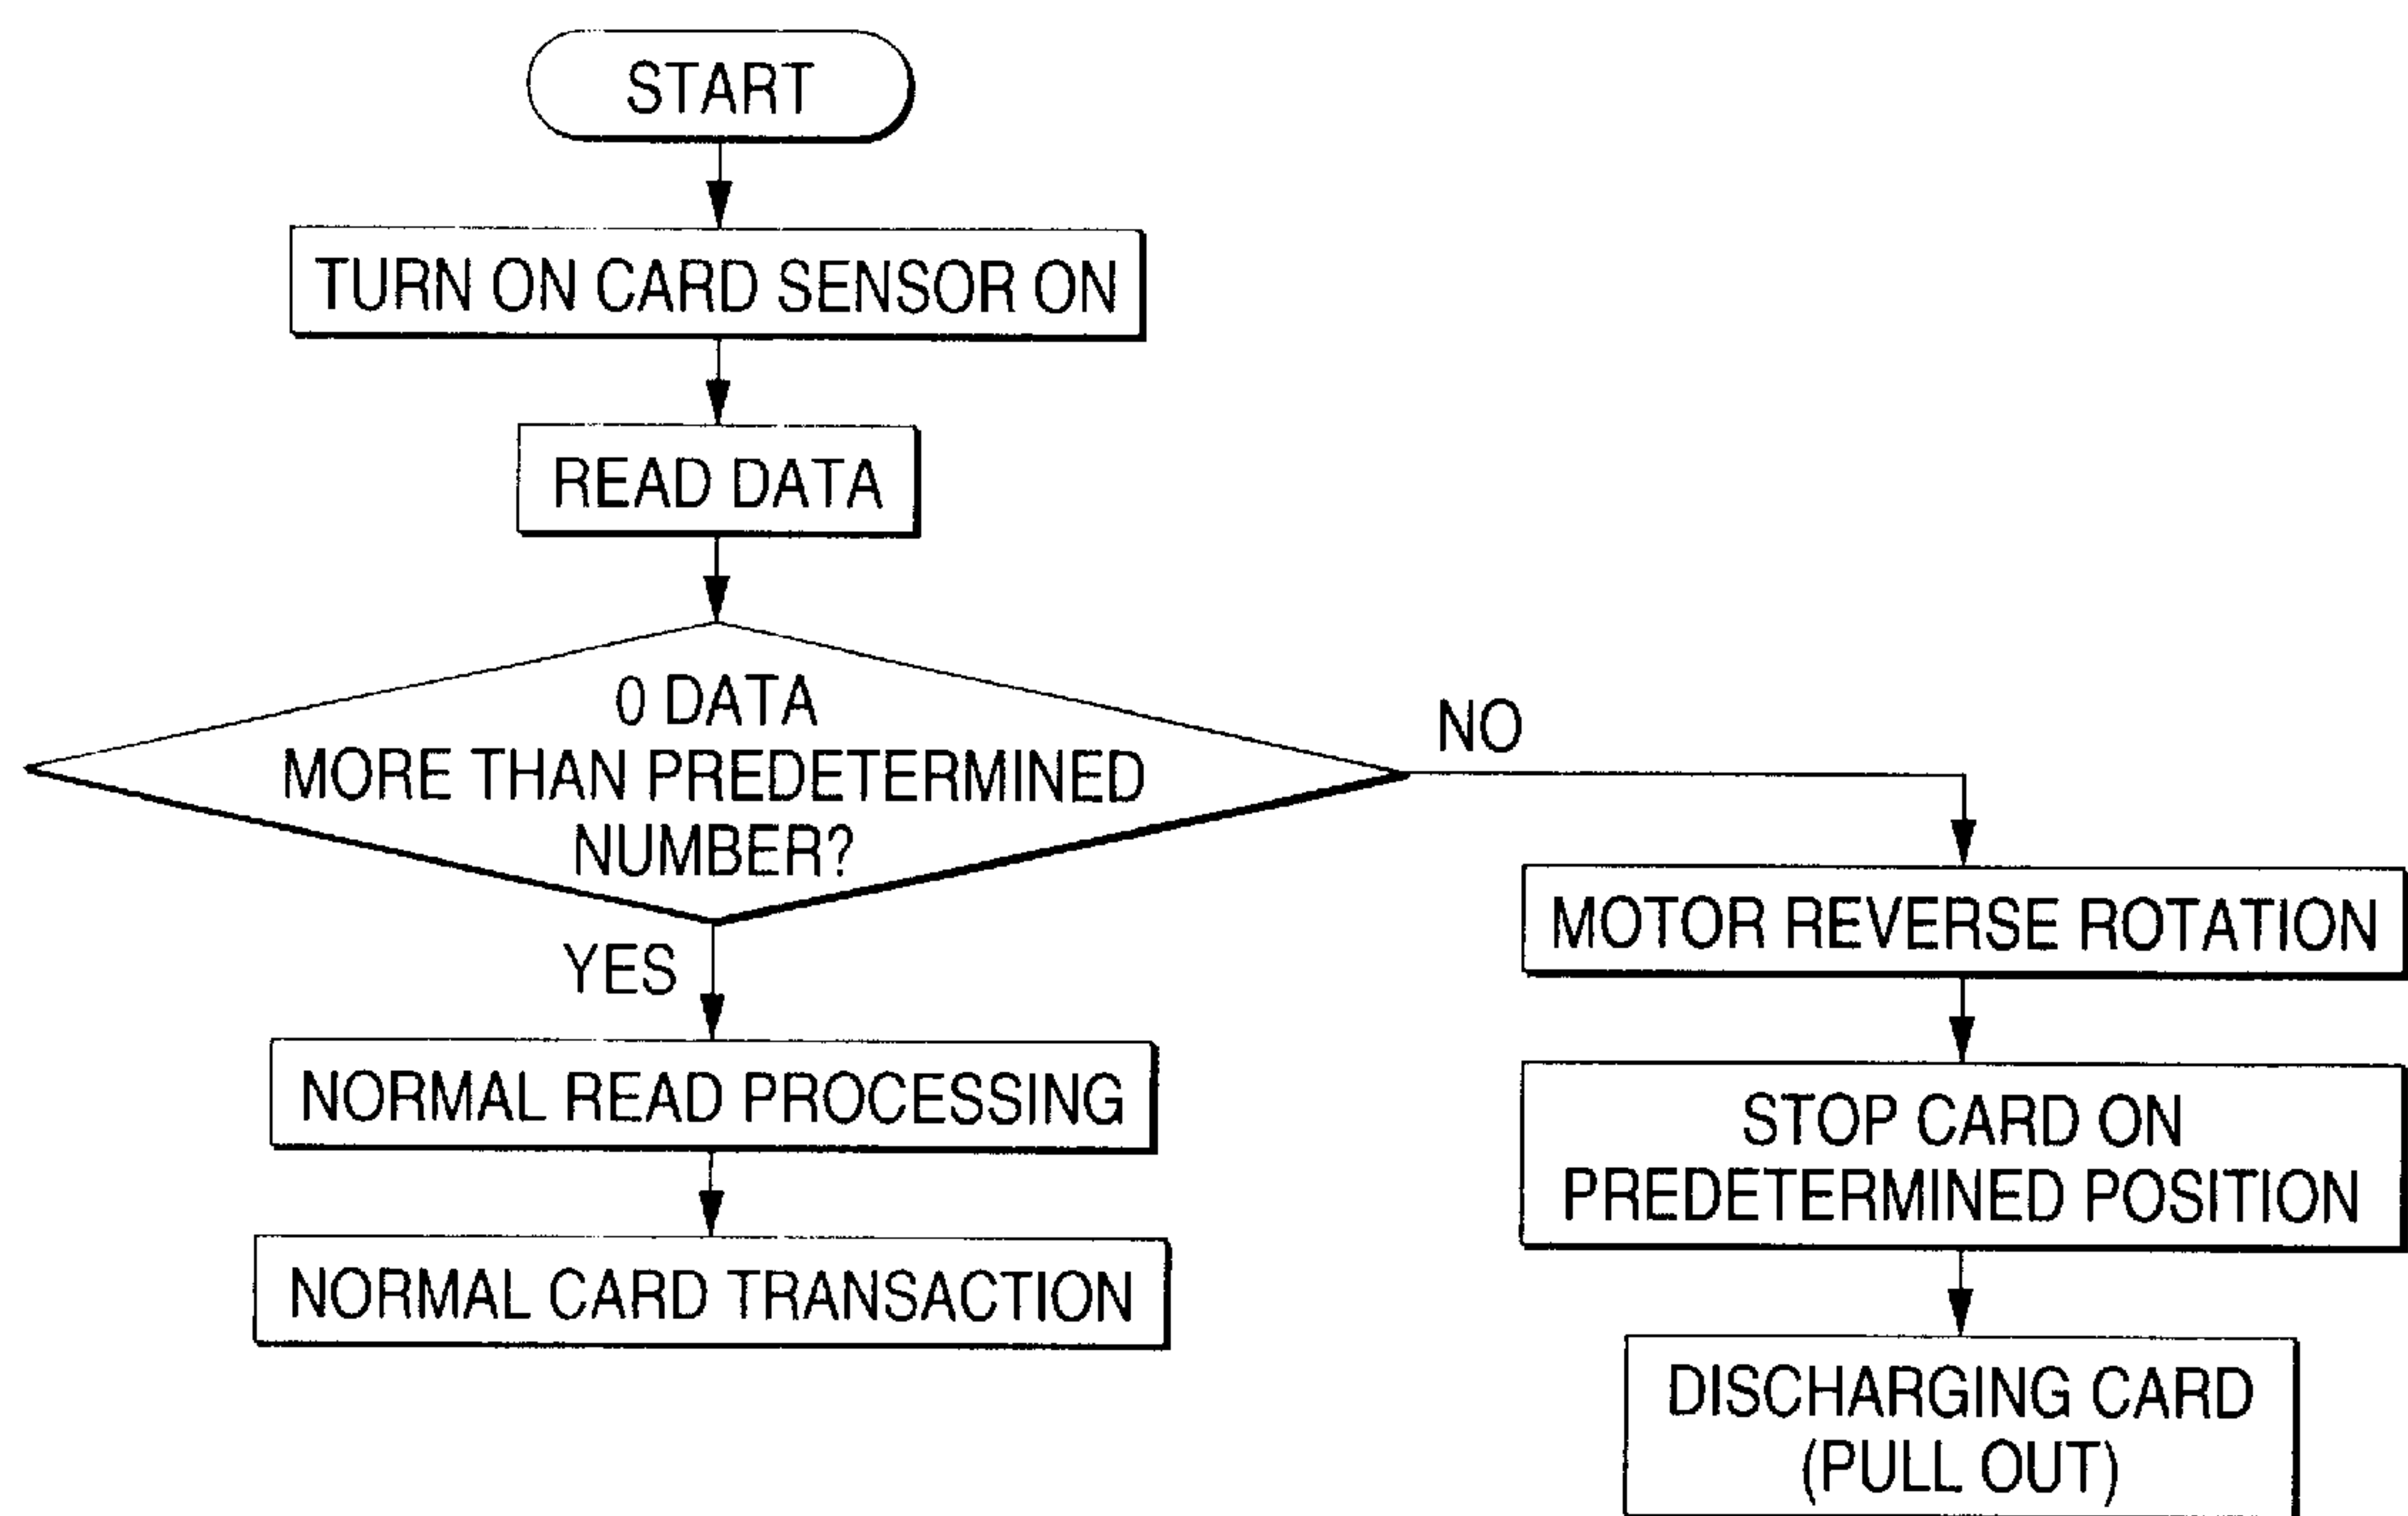 START
TURN ON CARD SENSOR ON
READ DATA
0 DATA
MORE THAN PREDETERMINED
NUMBER?
NO
YES
NORMAL READ PROCESSING
NORMAL CARD TRANSACTION
MOTOR REVERSE ROTATION
STOP CARD ON
PREDETERMINED POSITION
DISCHARGING CARD
(PULL OUT)